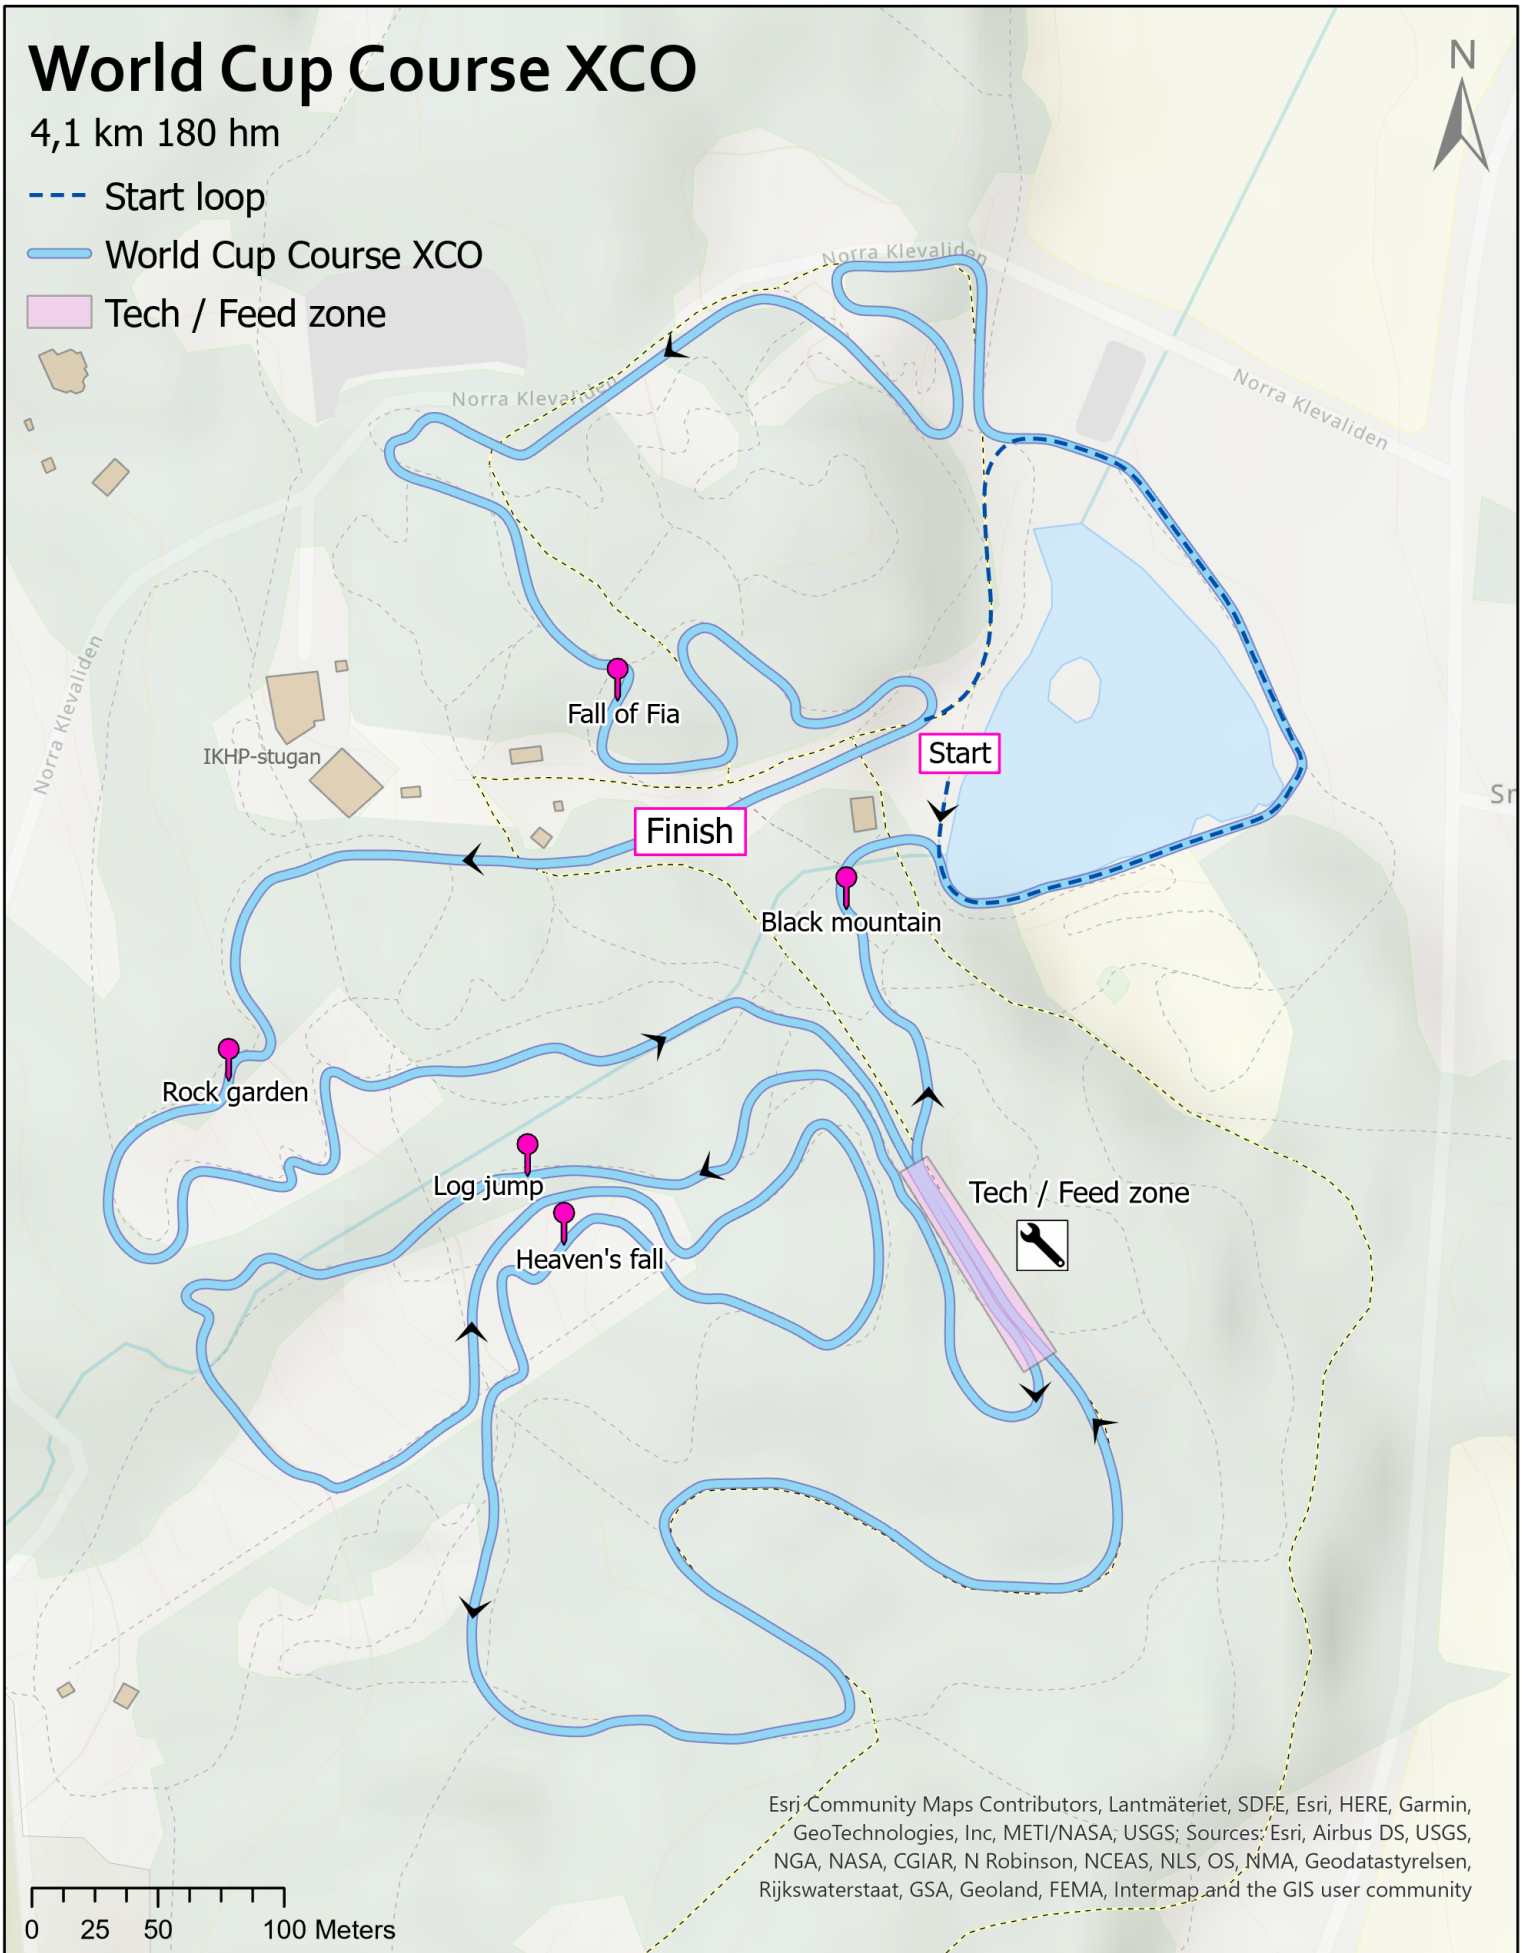 World Cup Course XCO
4,1 km 180 hm
Start loop
World Cup Course XCO
Tech / Feed zone
N
Norra Klevaliden
Norra Klevaliden
Norra Klevaliden
Norra Klevaliden
Fall of Fia
IKHP-stugan
Start
Finish
Black mountain
Rock garden
Log jump
Tech / Feed zone
Heaven's fall
Esri Community Maps Contributors, Lantmäteriet, SDFE, Esri, HERE, Garmin,
GeoTechnologies, Inc, METI/NASA, USGS; Sources: Esri, Airbus DS, USGS,
NGA, NASA, CGIAR, N Robinson, NCEAS, NLS, OS, NMA, Geodatastyrelsen,
Rijkswaterstaat, GSA, Geoland, FEMA, Intermap and the GIS user community
0 25 50 100 Meters